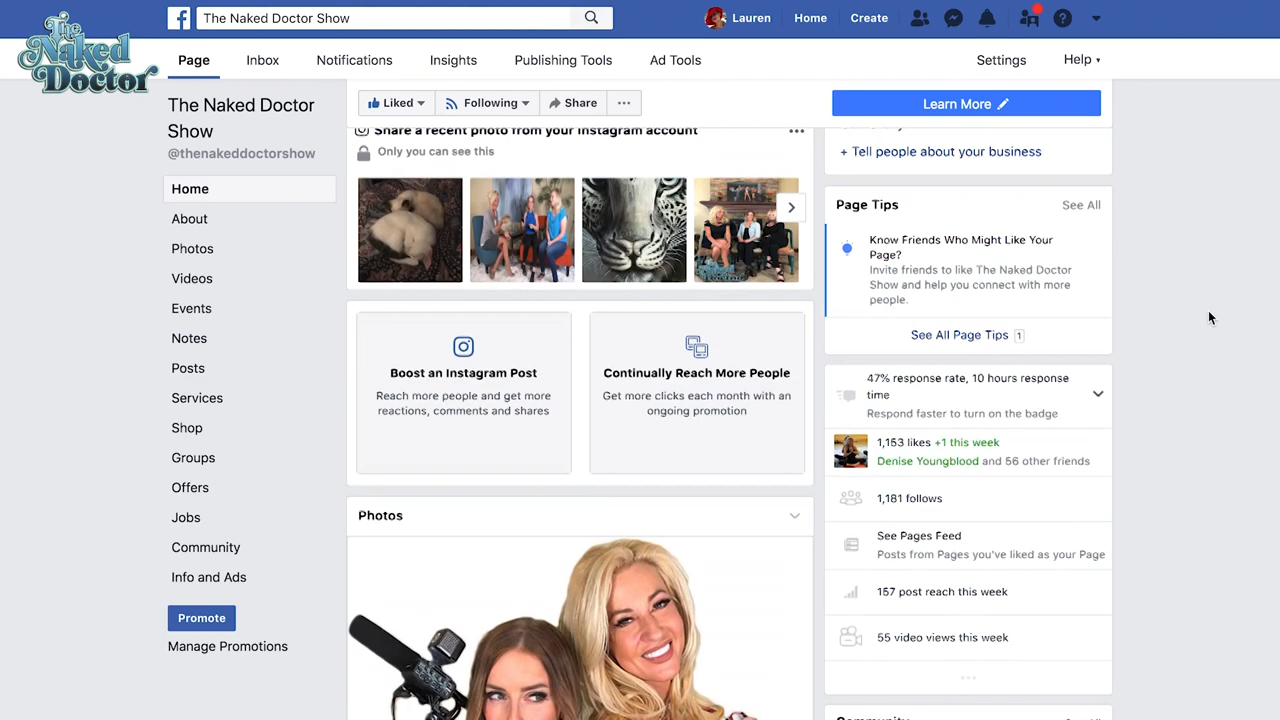 The Naked Doctor Show
Lauren
Home
Create
The
Naked
Doctor
Page
Inbox
Notifications
Insights
Publishing Tools
Ad Tools
Settings
Help
The Naked Doctor
Show
@thenakeddoctorshow
Home
About
Photos
Videos
Events
Notes
Posts
Services
Shop
Groups
Offers
Jobs
Community
Info and Ads
Promote
Manage Promotions
Liked
Following
Share
Learn More
Share a recent photo from your Instagram account
Only you can see this
Boost an Instagram Post
Reach more people and get more
reactions, comments and shares
Continually Reach More People
Get more clicks each month with an
ongoing promotion
Photos
+ Tell people about your business
Page Tips
See All
Know Friends Who Might Like Your
Page?
Invite friends to like The Naked Doctor
Show and help you connect with more
people.
See All Page Tips 1
47% response rate, 10 hours response
time
Respond faster to turn on the badge
1,153 likes +1 this week
Denise Youngblood and 56 other friends
1,181 follows
See Pages Feed
Posts from Pages you've liked as your Page
157 post reach this week
55 video views this week